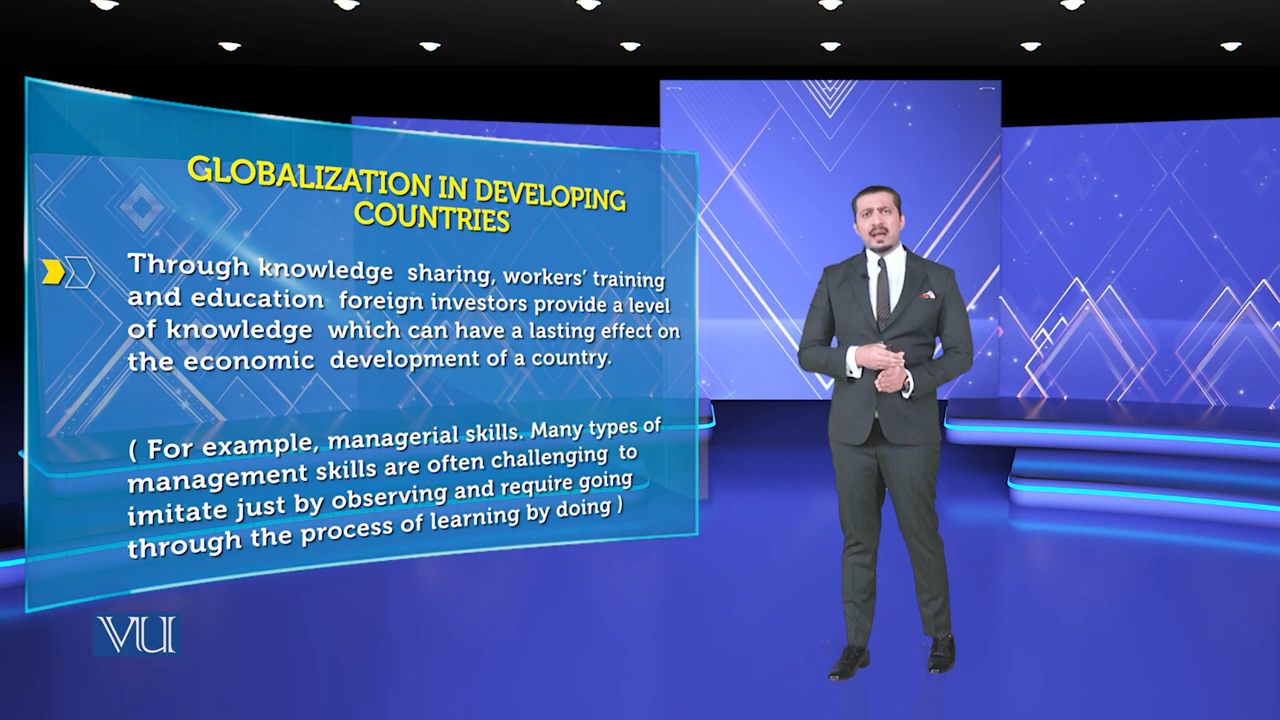 GLOBALIZATION IN DEVELOPING
COUNTRIES
Through knowledge sharing, workers’ training
and education foreign investors provide a level
of knowledge which can have a lasting effect on
the economic development of a country.
( For example, managerial skills. Many types of
management skills are often challenging to
imitate just by observing and require going
through the process of learning by doing )
VU